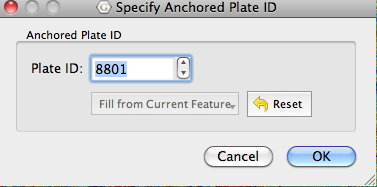 Specify Anchored Plate ID
Anchored Plate ID
Plate ID: 8801
Fill from Current Feature
Reset
Cancel OK